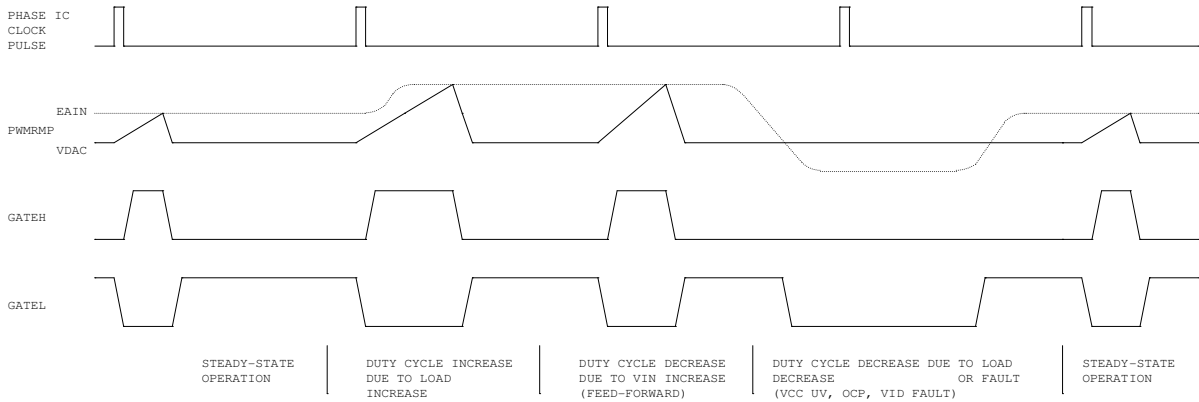 PHASE IC
CLOCK
PULSE
EAIN
PWMRMP
VDAC
GATEH
GATEL
STEADY-STATE
OPERATION
DUTY CYCLE INCREASE
DUE TO LOAD
INCREASE
DUTY CYCLE DECREASE
DUE TO VIN INCREASE
(FEED-FORWARD)
DUTY CYCLE DECREASE DUE TO LOAD
DECREASE OR FAULT
(VCC UV, OCP, VID FAULT)
STEADY-STATE
OPERATION